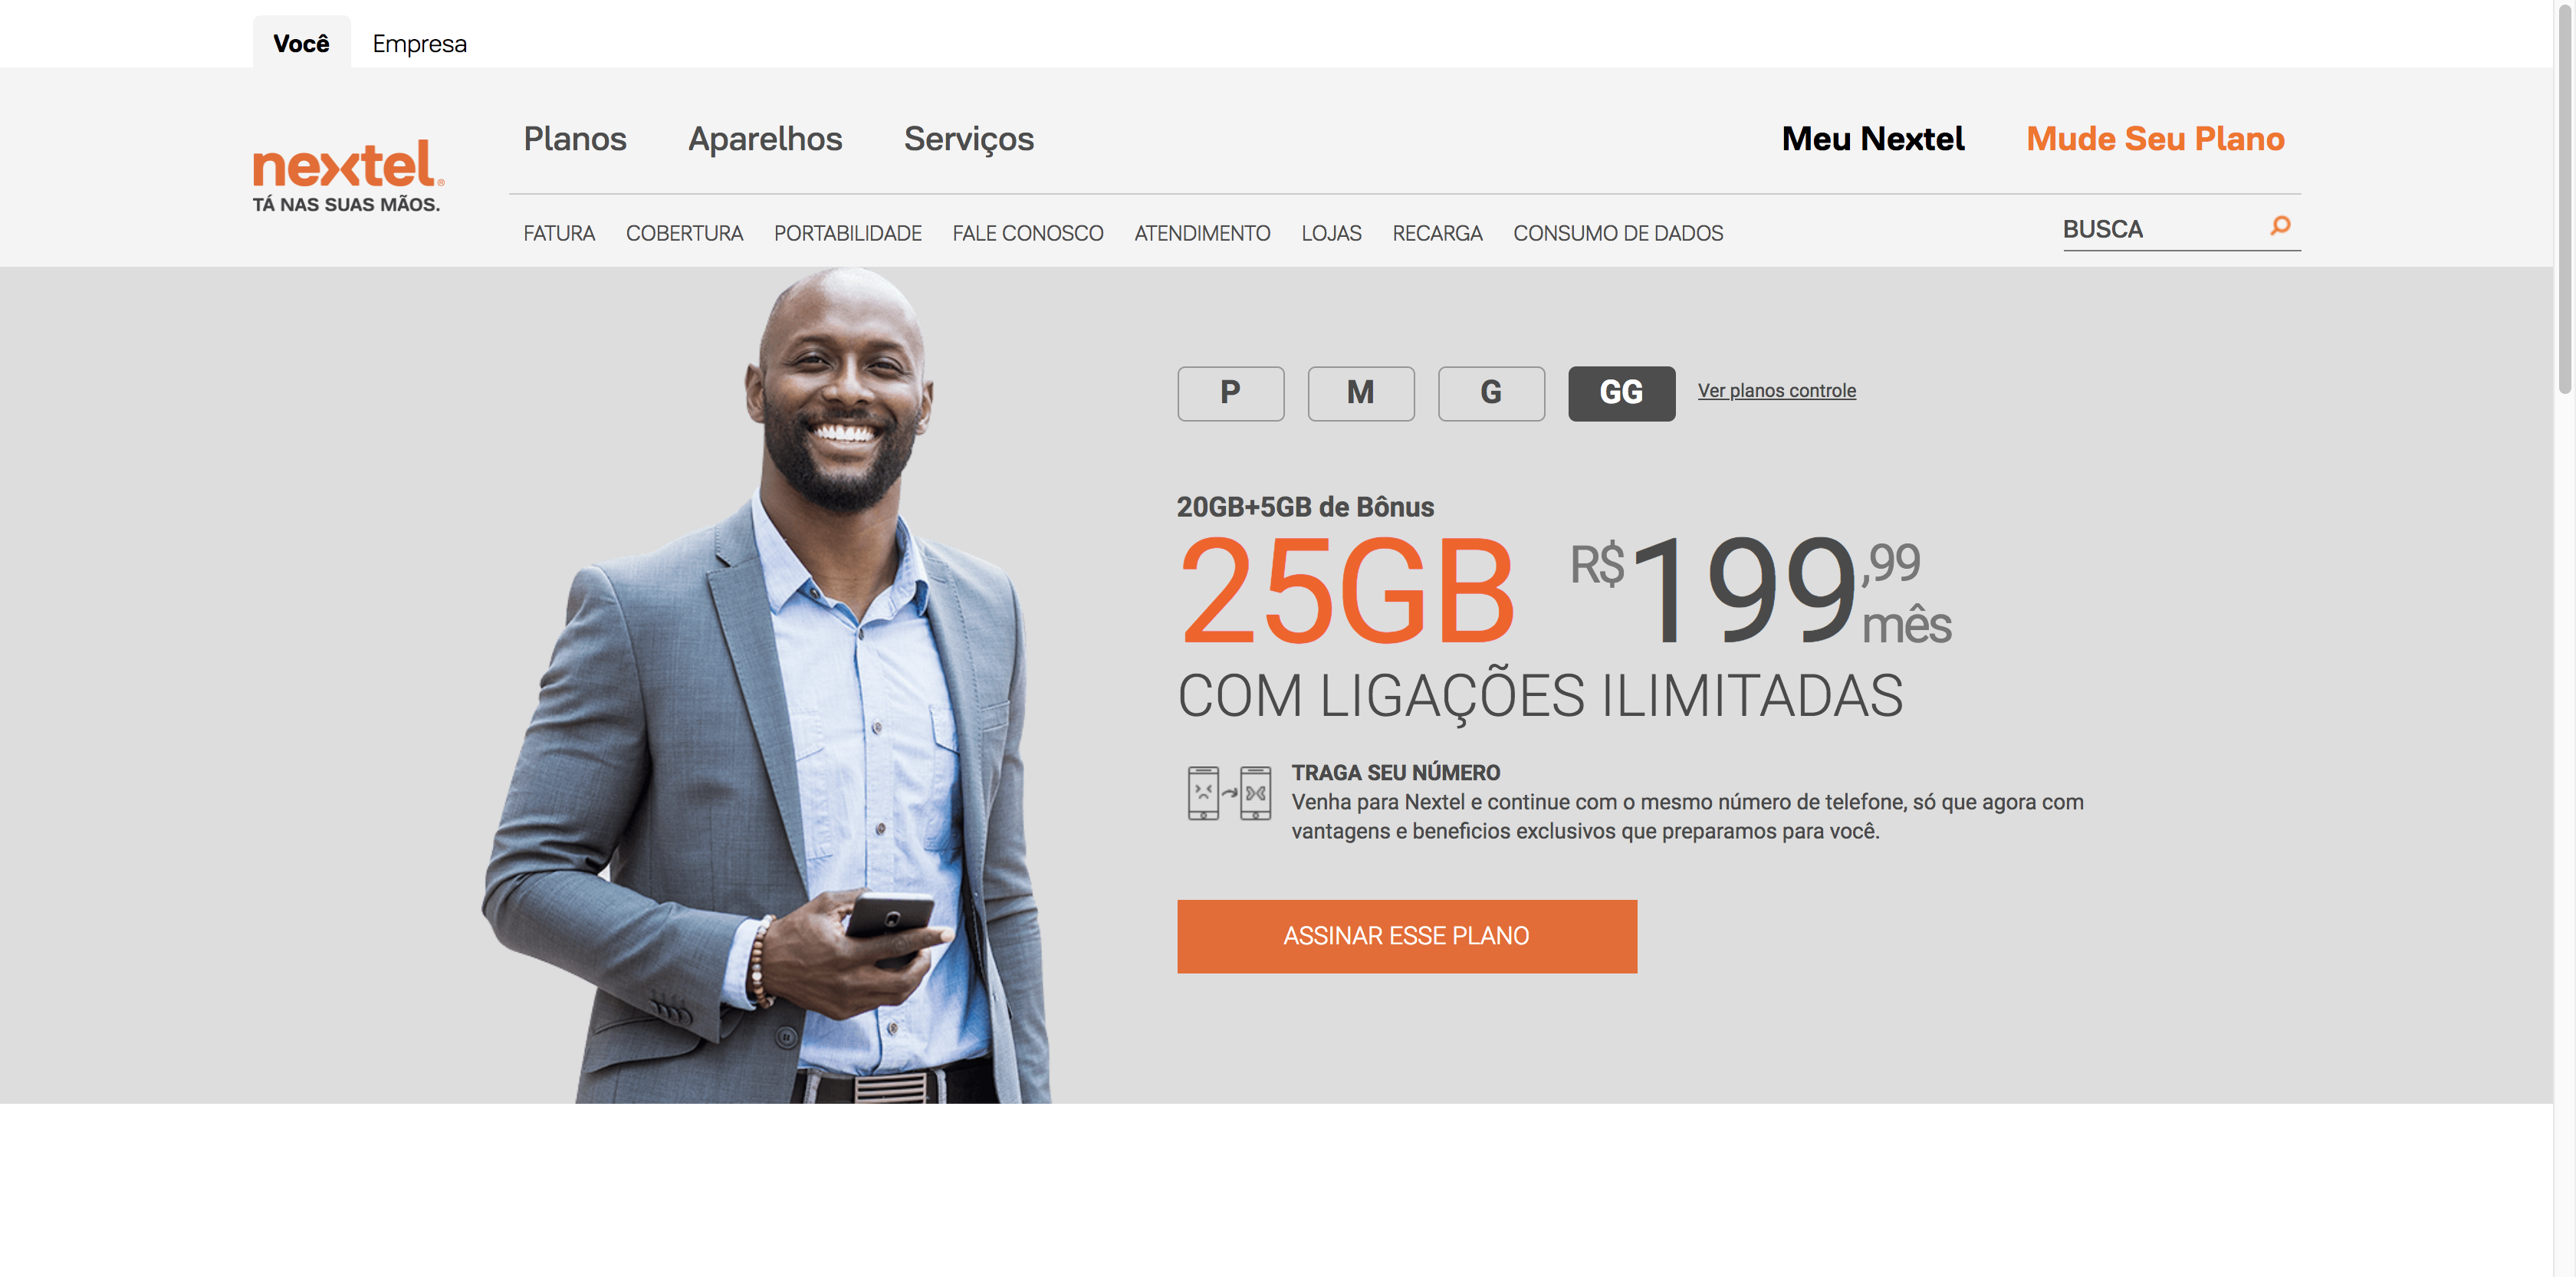 Você Empresa
Planos Aparelhos Serviços Meu Nextel Mude Seu Plano
nextel®
TÁ NAS SUAS MÃOS.
FATURA COBERTURA PORTABILIDADE FALE CONOSCO ATENDIMENTO LOJAS RECARGA CONSUMO DE DADOS BUSCA
P M G GG Ver planos controle
20GB+5GB de Bônus
25GB R$199,99 mês
COM LIGAÇÕES ILIMITADAS
TRAGA SEU NÚMERO
Venha para Nextel e continue com o mesmo número de telefone, só que agora com
vantagens e beneficios exclusivos que preparamos para você.
ASSINAR ESSE PLANO